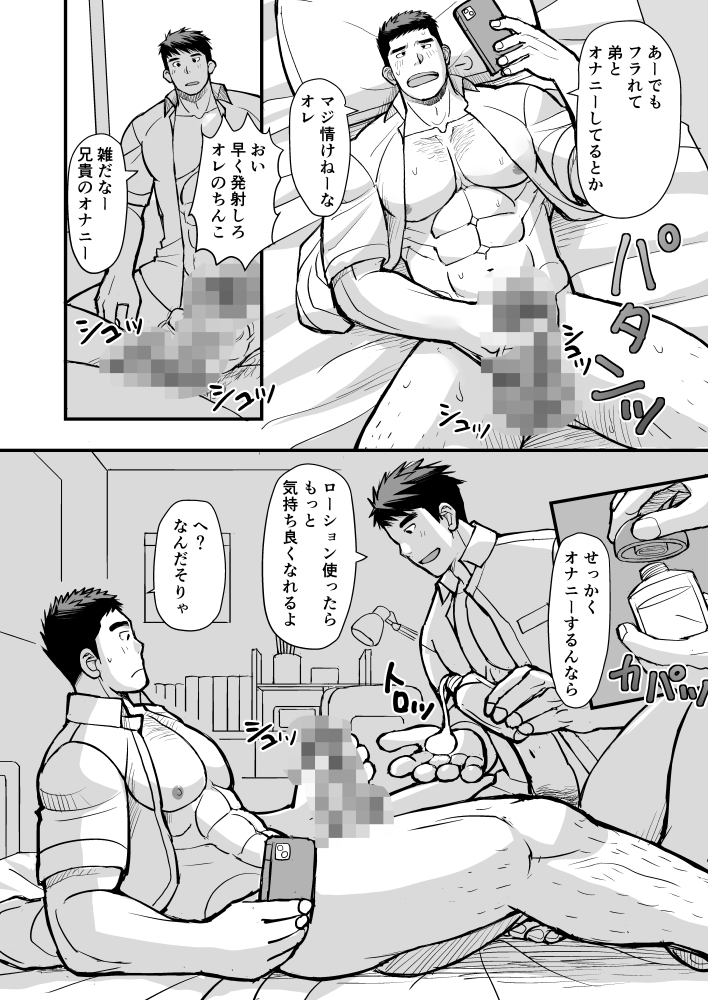 あーでも
フラれて
弟と
オナニーしてるとか
マジ情けねーな
オレ
パタンッ
シュッ
シュッ
おい
早く発射しろ
オレのちんこ
雑だなー
兄貴のオナニー
シュッ
シュッ
せっかく
オナニーするんなら
カパッ
ローション使ったら
もっと
気持ち良くなれるよ
トロッ
へ?
なんだそりゃ
シュッ